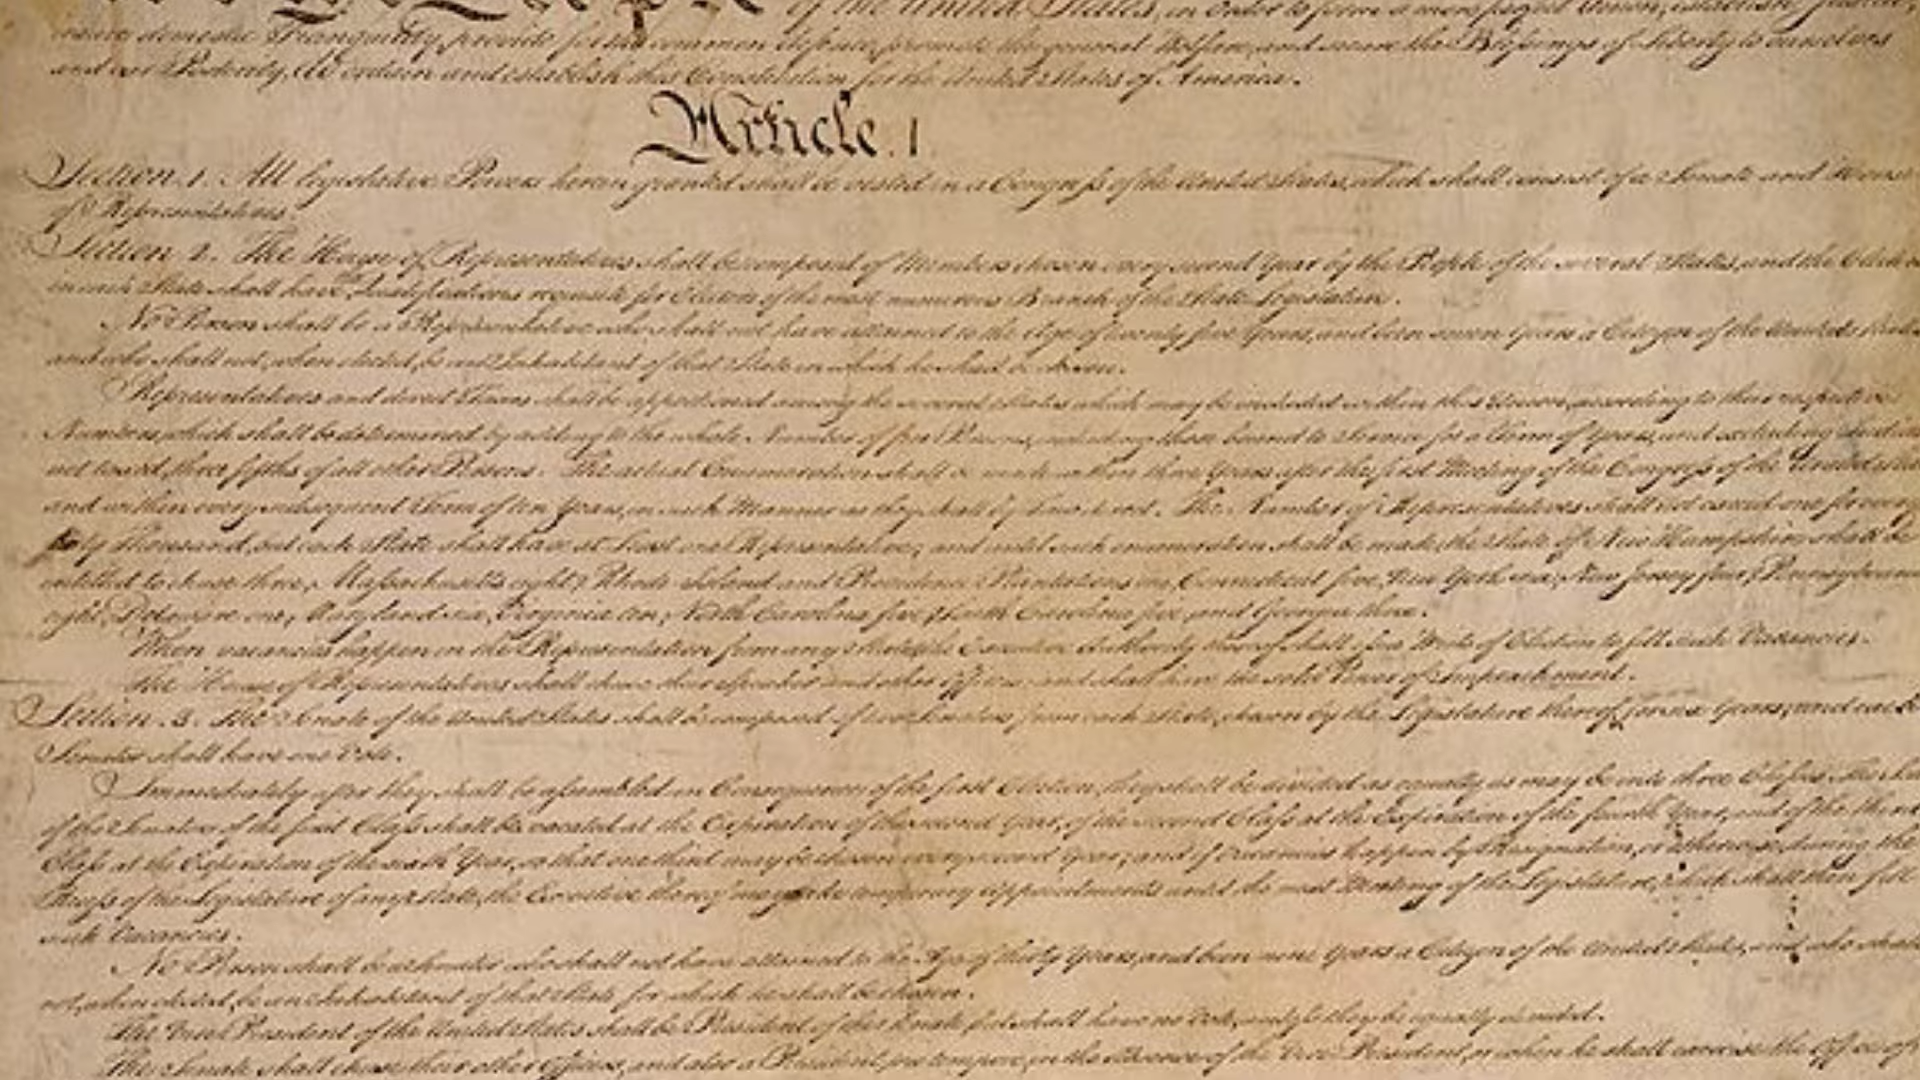 We the People of the United States, in Order to form a more perfect Union, establish Justice,
insure domestic Tranquility, provide for the common defence, promote the general Welfare, and secure the Blessings of Liberty to ourselves
and our Posterity, do ordain and establish this Constitution for the United States of America.
Article. I.
Section. 1. All legislative Powers herein granted shall be vested in a Congress of the United States, which shall consist of a Senate and House
of Representatives.
Section. 2. The House of Representatives shall be composed of Members chosen every second Year by the People of the several States, and the Electors
in each State shall have the Qualifications requisite for Electors of the most numerous Branch of the State Legislature.
No Person shall be a Representative who shall not have attained to the Age of twenty five Years, and been seven Years a Citizen of the United States,
and who shall not, when elected, be an Inhabitant of that State in which he shall be chosen.
Representatives and direct Taxes shall be apportioned among the several States which may be included within this Union, according to their respective
Numbers, which shall be determined by adding to the whole Number of free Persons, including those bound to Service for a Term of Years, and excluding Indians
not taxed, three fifths of all other Persons. The actual Enumeration shall be made within three Years after the first Meeting of the Congress of the United States,
and within every subsequent Term of ten Years, in such Manner as they shall by Law direct. The Number of Representatives shall not exceed one for every
thirty Thousand, but each State shall have at Least one Representative; and until such enumeration shall be made, the State of New Hampshire shall be
entitled to chuse three, Massachusetts eight, Rhode-Island and Providence Plantations one, Connecticut five, New-York six, New Jersey four, Pennsylvania
eight, Delaware one, Maryland six, Virginia ten, North Carolina five, South Carolina five, and Georgia three.
When vacancies happen in the Representation from any State, the Executive Authority thereof shall issue Writs of Election to fill such Vacancies.
The House of Representatives shall chuse their Speaker and other Officers; and shall have the sole Power of Impeachment.
Section. 3. The Senate of the United States shall be composed of two Senators from each State, chosen by the Legislature thereof, for six Years; and each
Senator shall have one Vote.
Immediately after they shall be assembled in Consequence of the first Election, they shall be divided as equally as may be into three Classes. The Seats
of the Senators of the first Class shall be vacated at the Expiration of the second Year, of the second Class at the Expiration of the fourth Year, and of the third
Class at the Expiration of the sixth Year, so that one third may be chosen every second Year; and if Vacancies happen by Resignation, or otherwise, during the
Recess of the Legislature of any State, the Executive thereof may make temporary Appointments until the next Meeting of the Legislature, which shall then fill
such Vacancies.
No Person shall be a Senator who shall not have attained to the Age of thirty Years, and been nine Years a Citizen of the United States, and who shall
not, when elected, be an Inhabitant of that State for which he shall be chosen.
The Vice President of the United States shall be President of the Senate, but shall have no Vote, unless they be equally divided.
The Senate shall chuse their other Officers, and also a President pro tempore, in the Absence of the Vice President, or when he shall exercise the Office of